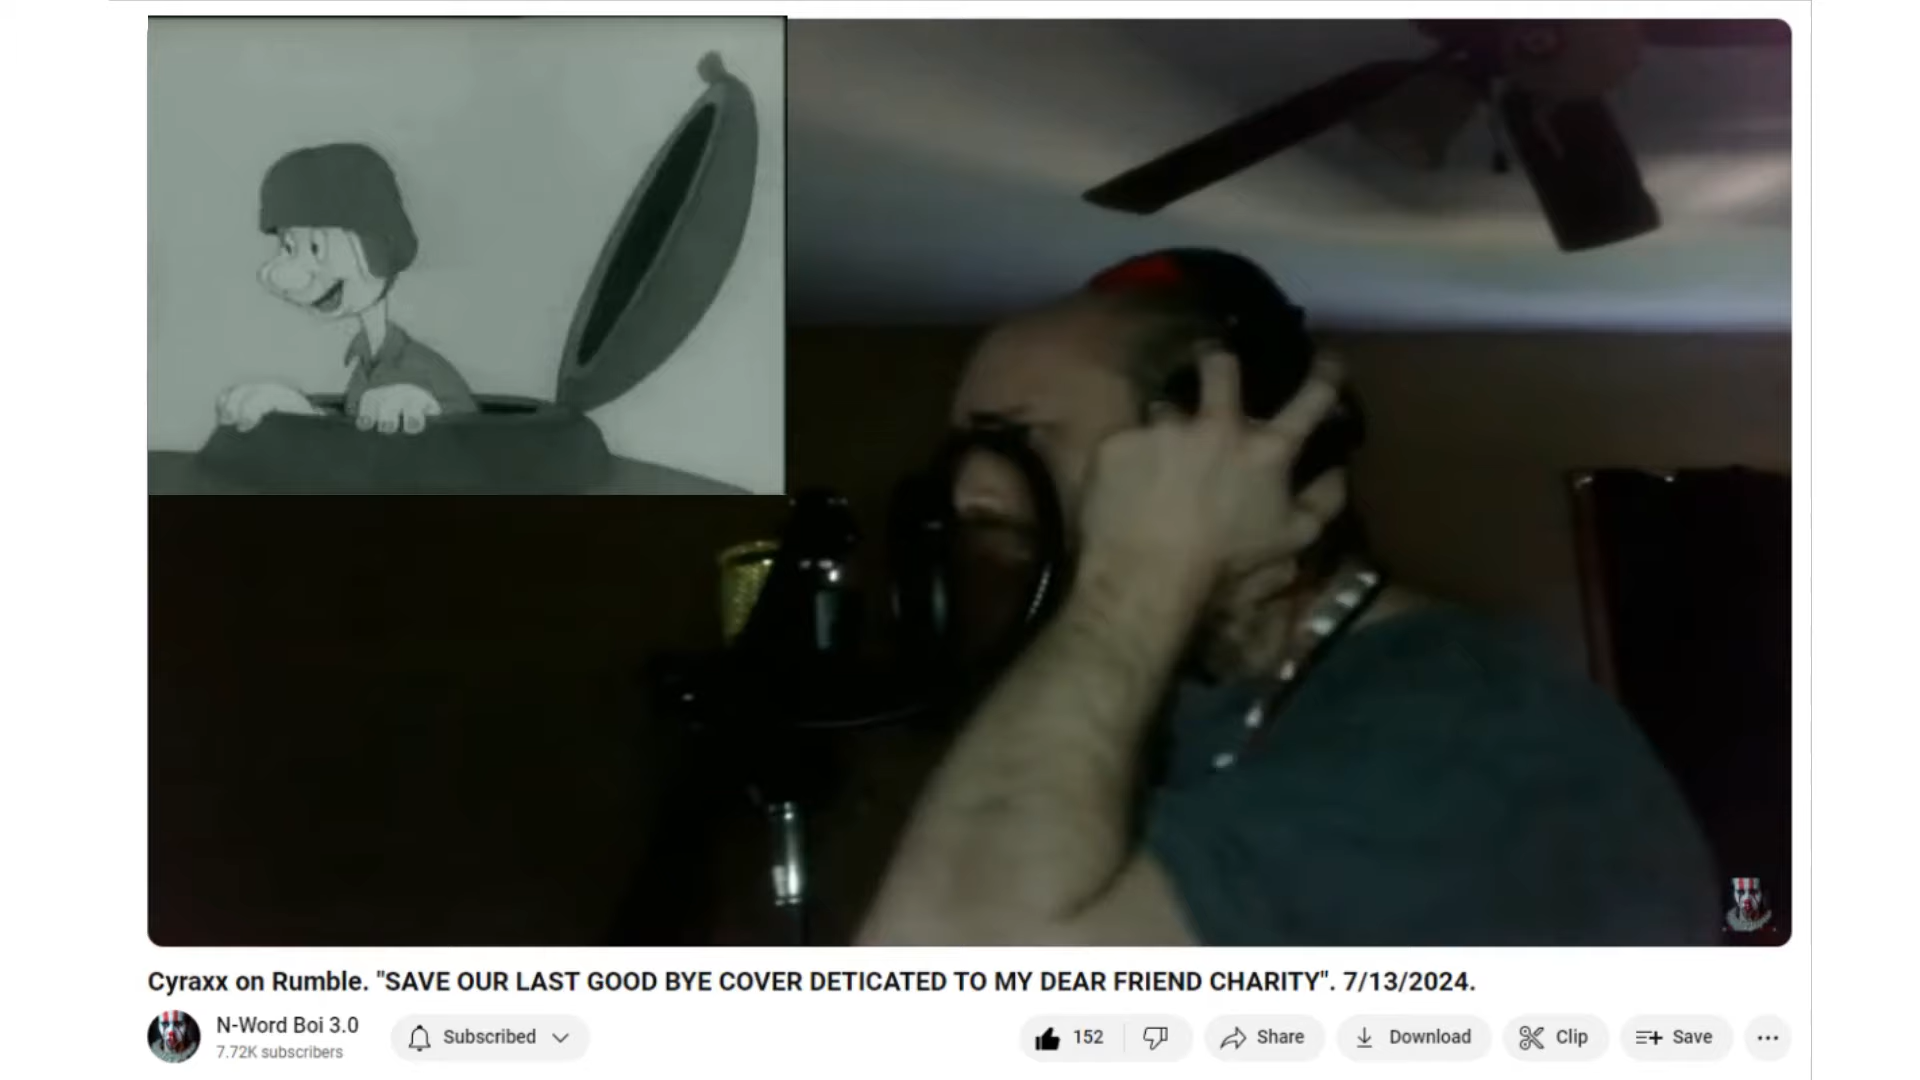 Cyraxx on Rumble. "SAVE OUR LAST GOOD BYE COVER DETICATED TO MY DEAR FRIEND CHARITY". 7/13/2024.
N-Word Boi 3.0
7.72K subscribers
Subscribed
152
Share
Download
Clip
Save